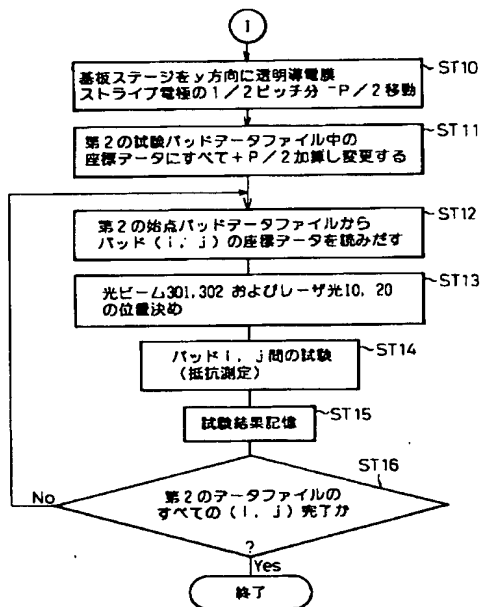 1
基板ステージをy方向に透明導電膜
ストライプ電極の1/2ピッチ分 -P/2移動
ST10
第2の試験パッドデータファイル中の
座標データにすべて+P/2加算し変更する
ST11
第2の始点パッドデータファイルから
パッド(i, j)の座標データを読みだす
ST12
光ビーム301,302 およびレーザ光10, 20
の位置決め
ST13
パッドi, j間の試験
(抵抗測定)
ST14
試験結果記憶
ST15
第2のデータファイルの
すべての(i, j)完了か
?
ST16
No
Yes
終了